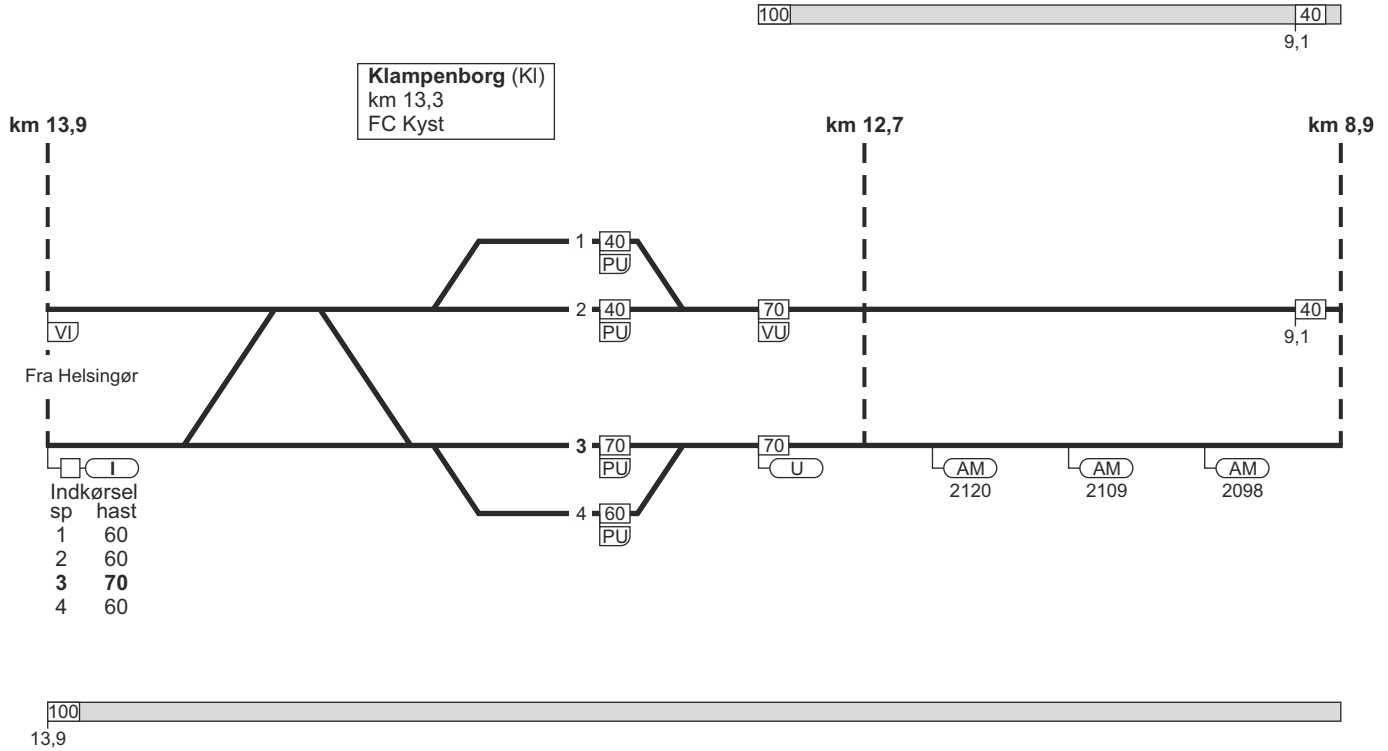 100 40
9,1
Klampenborg (Kl)
km 13,3
FC Kyst
km 13,9 km 12,7 km 8,9
1 40
PU
2 40 70 40
VI PU VU 9,1
Fra Helsingør
3 70 70
I PU U AM AM AM
2120 2109 2098
Indkørsel
sp hast
1 60
2 60
3 70
4 60
4 60
PU
100
13,9